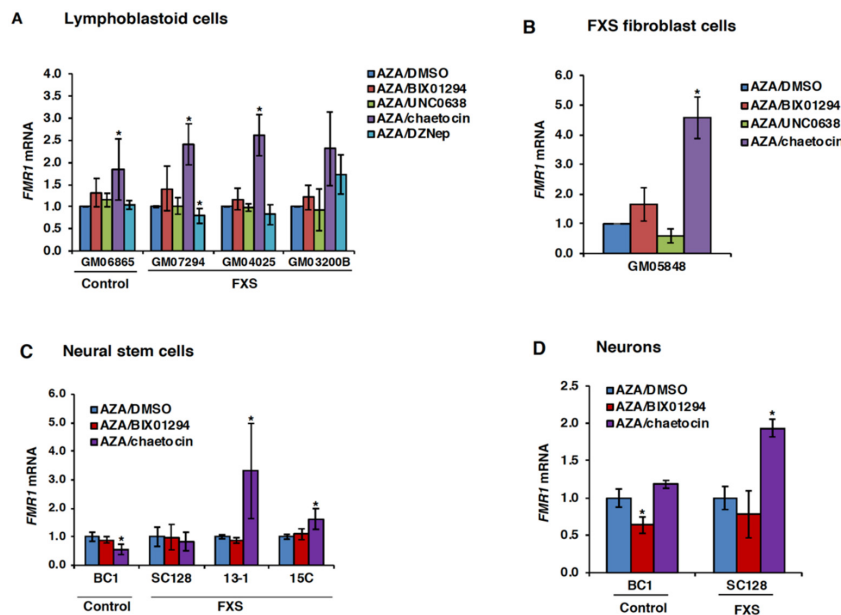 A Lymphoblastoid cells
FMR1 mRNA
4.0
3.5
3.0
2.5
2.0
1.5
1.0
0.5
0.0
* * * *
AZA/DMSO
AZA/BIX01294
AZA/UNC0638
AZA/chaetocin
AZA/DZNep
GM06865 GM07294 GM04025 GM03200B
Control FXS
B FXS fibroblast cells
FMR1 mRNA
6.0
5.0
4.0
3.0
2.0
1.0
0.0
*
AZA/DMSO
AZA/BIX01294
AZA/UNC0638
AZA/chaetocin
GM05848
C Neural stem cells
FMR1 mRNA
6.0
5.0
4.0
3.0
2.0
1.0
0.0
AZA/DMSO
AZA/BIX01294
AZA/chaetocin
* * *
BC1 SC128 13-1 15C
Control FXS
D Neurons
FMR1 mRNA
2.5
2.0
1.5
1.0
0.5
0.0
AZA/DMSO
AZA/BIX01294
AZA/chaetocin
* *
BC1 SC128
Control FXS